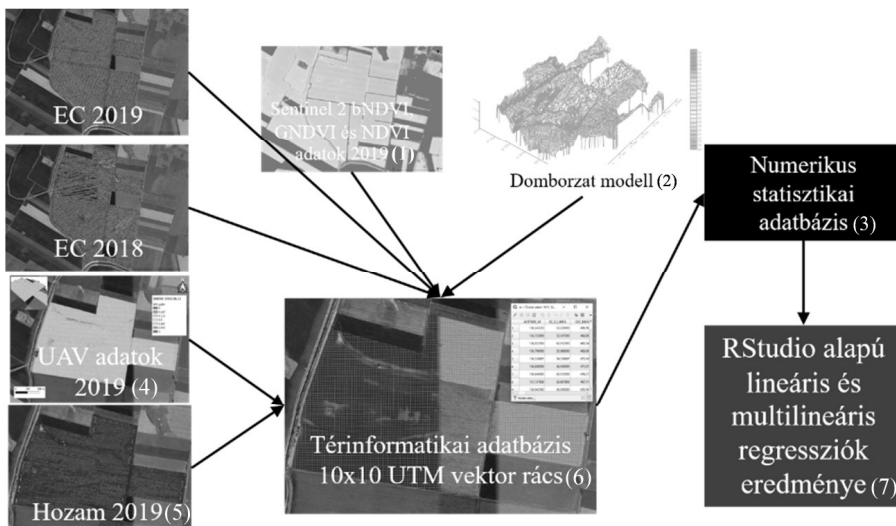 EC 2019
EC 2018
UAV adatok
2019 (4)
Hozam 2019 (5)
Sentinel 2 bNDVI,
GNDVI és NDVI
adatok 2019 (1)
Domborzat modell (2)
Térinformatikai adatbázis
10x10 UTM vektor rács (6)
Numerikus
statisztikai
adatbázis (3)
RStudio alapú
lineáris és
multilineáris
regressziók
eredménye (7)